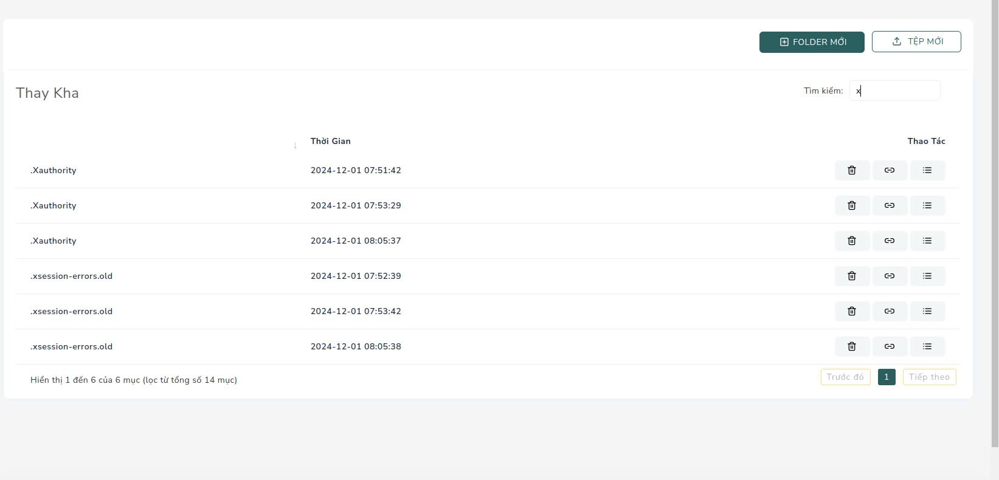 FOLDER MỚI
TỆP MỚI
Thay Kha
Tìm kiếm: x
Thời Gian Thao Tác
.Xauthority 2024-12-01 07:51:42
.Xauthority 2024-12-01 07:53:29
.Xauthority 2024-12-01 08:05:37
.xsession-errors.old 2024-12-01 07:52:39
.xsession-errors.old 2024-12-01 07:53:42
.xsession-errors.old 2024-12-01 08:05:38
Hiển thị 1 đến 6 của 6 mục (lọc từ tổng số 14 mục)
Trước đó 1 Tiếp theo